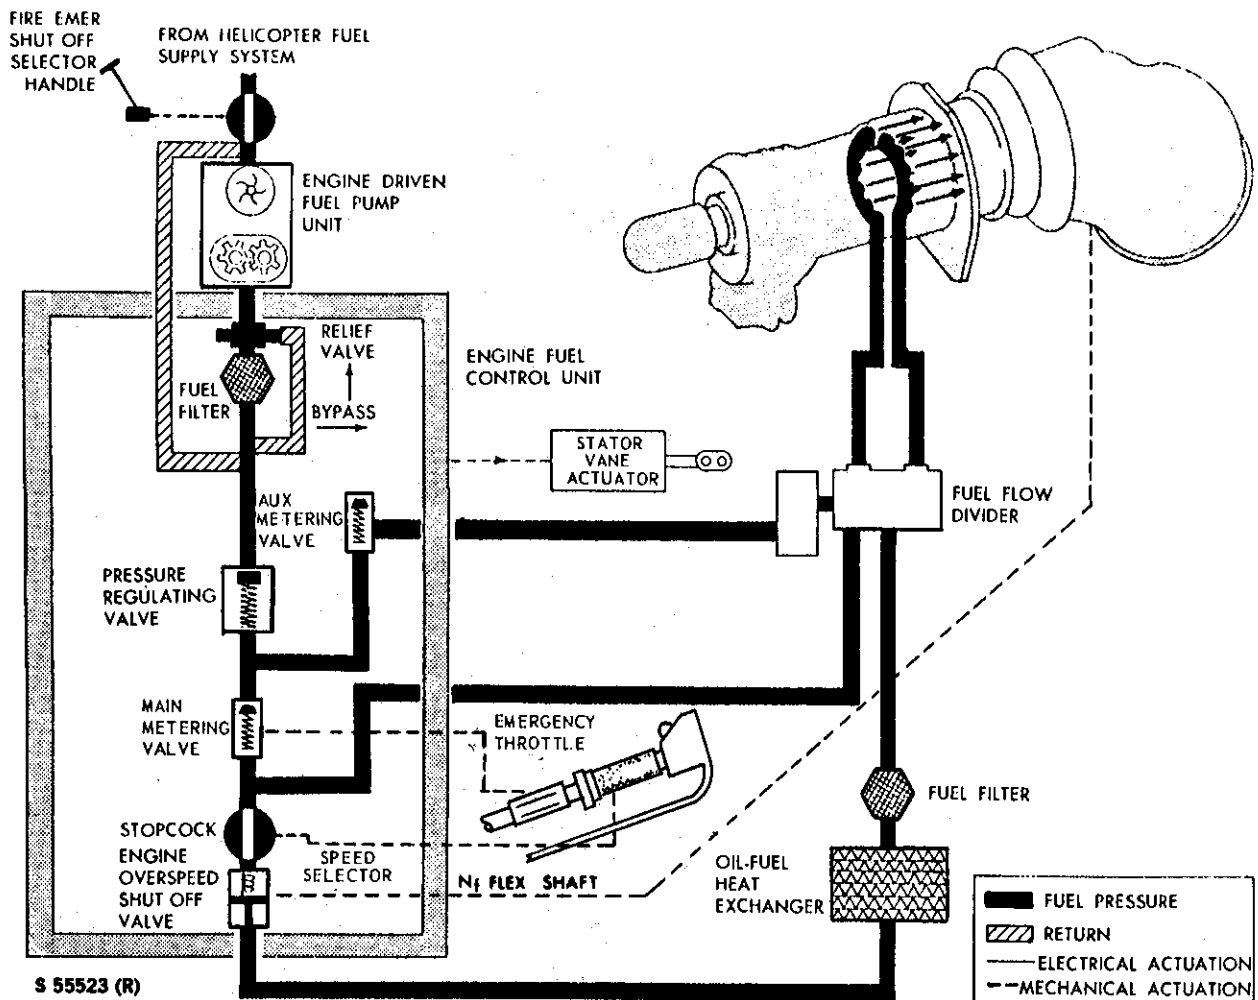 FIRE EMER
SHUT OFF
SELECTOR
HANDLE
FROM HELICOPTER FUEL
SUPPLY SYSTEM
ENGINE DRIVEN
FUEL PUMP
UNIT
RELIEF
VALVE
FUEL
FILTER
BYPASS
ENGINE FUEL
CONTROL UNIT
STATOR
VANE
ACTUATOR
AUX
METERING
VALVE
FUEL FLOW
DIVIDER
PRESSURE
REGULATING
VALVE
MAIN
METERING
VALVE
EMERGENCY
THROTTLE
FUEL FILTER
STOPCOCK
ENGINE
OVERSPEED
SHUT OFF
VALVE
SPEED
SELECTOR
Nf FLEX SHAFT
OIL-FUEL
HEAT
EXCHANGER
FUEL PRESSURE
RETURN
ELECTRICAL ACTUATION
MECHANICAL ACTUATION
S 55523 (R)